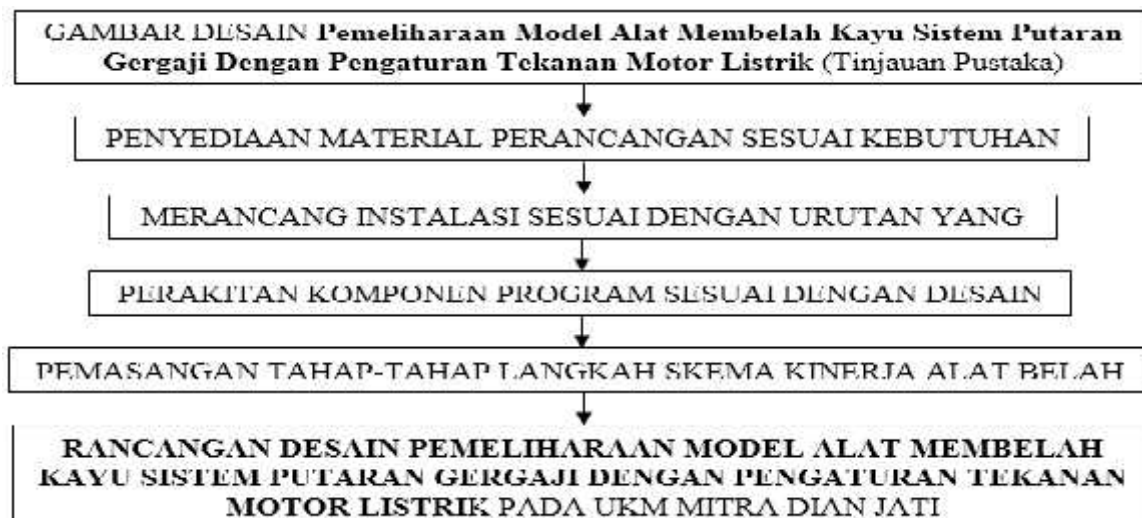 GAMBAR DESAIN Pemeliharaan Model Alat Membelah Kayu Sistem Putaran
Gergaji Dengan Pengaturan Tekanan Motor Listrik (Tinjauan Pustaka)
PENYEDIAAN MATERIAL PERANCANGAN SESUAI KEBUTUHAN
MERANCANG INSTALASI SESUAI DENGAN URUTAN YANG
PERAKITAN KOMPONEN PROGRAM SESUAI DENGAN DESAIN
PEMASANGAN TAHAP-TAHAP LANGKAH SKEMA KINERJA ALAT BELAH
RANCANGAN DESAIN PEMELIHARAAN MODEL ALAT MEMBELAH
KAYU SISTEM PUTARAN GERGAJI DENGAN PENGATURAN TEKANAN
MOTOR LISTRIK PADA UKM MITRA DIAN JATI